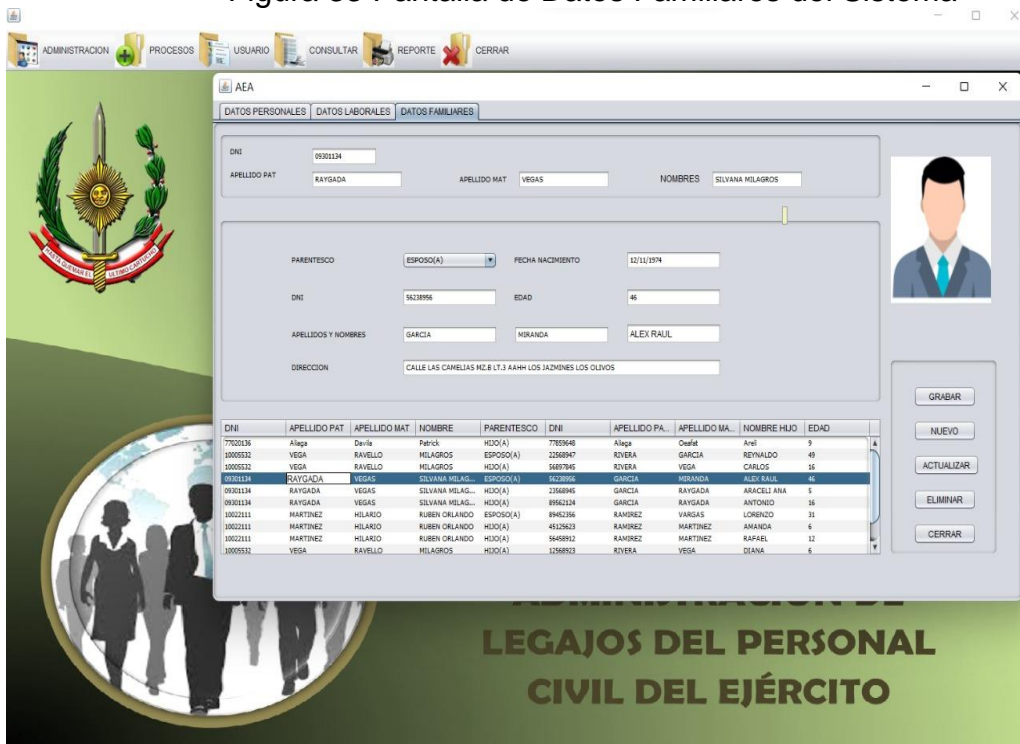 Figura 38 Pantalla de Datos Familiares del Sistema
ADMINISTRACION PROCESOS USUARIO CONSULTAR REPORTE CERRAR
AEA
DATOS PERSONALES DATOS LABORALES DATOS FAMILIARES
DNI 09301134
APELLIDO PAT RAYGADA APELLIDO MAT VEGAS NOMBRES SILVANA MILAGROS
PARENTESCO ESPOSO(A) FECHA NACIMIENTO 12/11/1974
DNI 56238956 EDAD 46
APELLIDOS Y NOMBRES GARCIA MIRANDA ALEX RAUL
DIRECCION CALLE LAS CAMELIAS MZ.B LT.3 AAHH LOS JAZMINES LOS OLIVOS
DNI APELLIDO PAT APELLIDO MAT NOMBRE PARENTESCO DNI APELLIDO PA... APELLIDO MA... NOMBRE HIJO EDAD
77020136 Aliaga Davila Patrick HIJO(A) 77859648 Aliaga Oeafat Arell 9
10005532 VEGA RAVELLO MILAGROS ESPOSO(A) 22568947 RIVERA GARCIA REYNALDO 49
10005532 VEGA RAVELLO MILAGROS HIJO(A) 56897845 RIVERA VEGA CARLOS 16
09301134 RAYGADA VEGAS SILVANA MILAG... ESPOSO(A) 56238956 GARCIA MIRANDA ALEX RAUL 46
09301134 RAYGADA VEGAS SILVANA MILAG... HIJO(A) 23568945 GARCIA RAYGADA ARACELI ANA 5
09301134 RAYGADA VEGAS SILVANA MILAG... HIJO(A) 89562124 GARCIA RAYGADA ANTONIO 16
10022111 MARTINEZ HILARIO RUBEN ORLANDO ESPOSO(A) 89452356 RAMIREZ VARGAS LORENZO 31
10022111 MARTINEZ HILARIO RUBEN ORLANDO HIJO(A) 45125623 RAMIREZ MARTINEZ AMANDA 6
10022111 MARTINEZ HILARIO RUBEN ORLANDO HIJO(A) 56458912 RAMIREZ MARTINEZ RAFAEL 12
10005532 VEGA RAVELLO MILAGROS HIJO(A) 12568923 RIVERA VEGA DIANA 6
GRABAR
NUEVO
ACTUALIZAR
ELIMINAR
CERRAR
HASTA QUEMAR EL ULTIMO CARTUCHO
ADMINISTRACIÓN DE
LEGAJOS DEL PERSONAL
CIVIL DEL EJÉRCITO